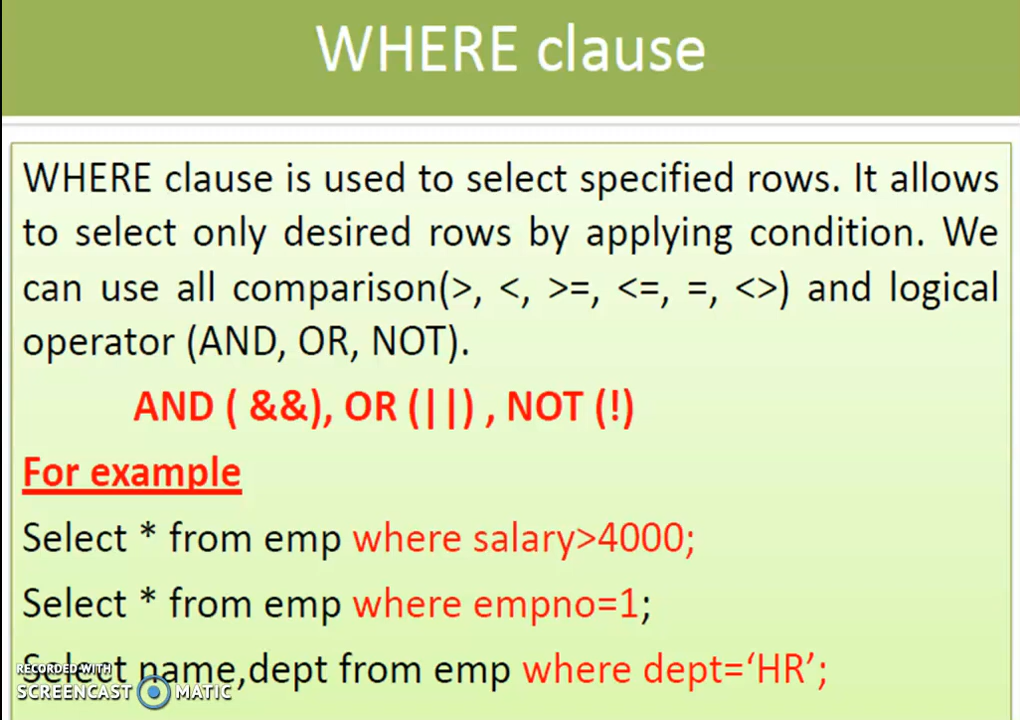 WHERE clause
WHERE clause is used to select specified rows. It allows
to select only desired rows by applying condition. We
can use all comparison(>, <, >=, <=, =, <>) and logical
operator (AND, OR, NOT).
AND ( &&), OR (||) , NOT (!)
For example
Select * from emp where salary>4000;
Select * from emp where empno=1;
Select name,dept from emp where dept=‘HR’;
RECORDED WITH
SCREENCAST MATIC